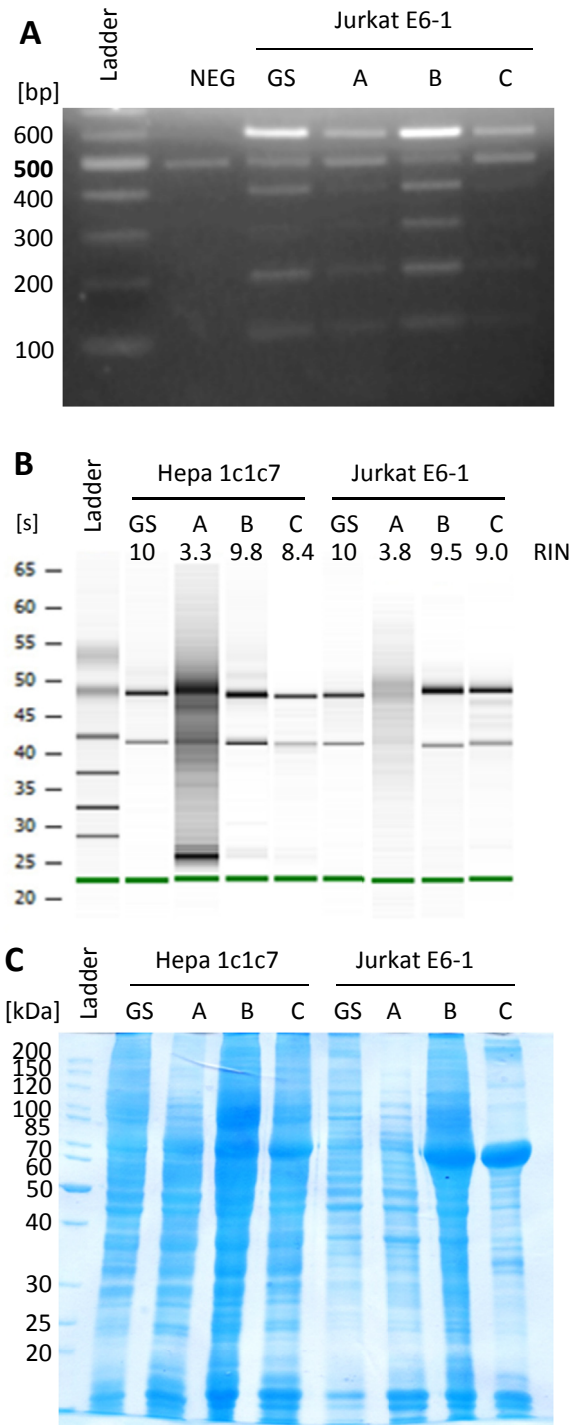 A
Ladder
Jurkat E6-1
[bp]
NEG GS A B C
600
500
400
300
200
100
B
Ladder
Hepa 1c1c7 Jurkat E6-1
[s]
GS A B C GS A B C
10 3.3 9.8 8.4 10 3.8 9.5 9.0 RIN
65
60
55
50
45
40
35
30
25
20
C
Ladder
Hepa 1c1c7 Jurkat E6-1
[kDa]
GS A B C GS A B C
200
150
120
100
85
70
60
50
40
30
25
20